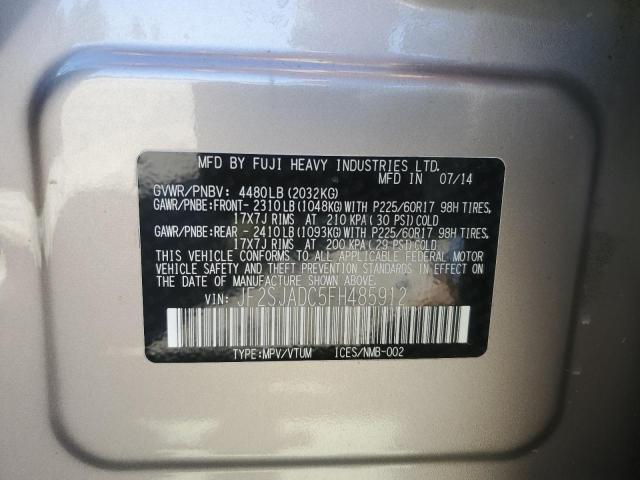 MFD BY FUJI HEAVY INDUSTRIES LTD.
MFD IN 07/14
GVWR/PNBV: 4480LB (2032KG)
GAWR/PNBE:FRONT- 2310LB (1048KG)WITH P225/60R17 98H TIRES,
17X7J RIMS AT 210 KPA ( 30 PSI)COLD
GAWR/PNBE:REAR - 2410LB (1093KG)WITH P225/60R17 98H TIRES,
17X7J RIMS AT 200 KPA ( 29 PSI)COLD
THIS VEHICLE CONFORMS TO ALL APPLICABLE FEDERAL MOTOR
VEHICLE SAFETY AND THEFT PREVENTION STANDARDS IN EFFECT ON
THE DATE OF MANUFACTURE SHOWN ABOVE.
VIN: JF2SJADC5FH485912
TYPE:MPV/VTUM ICES/NMB-002